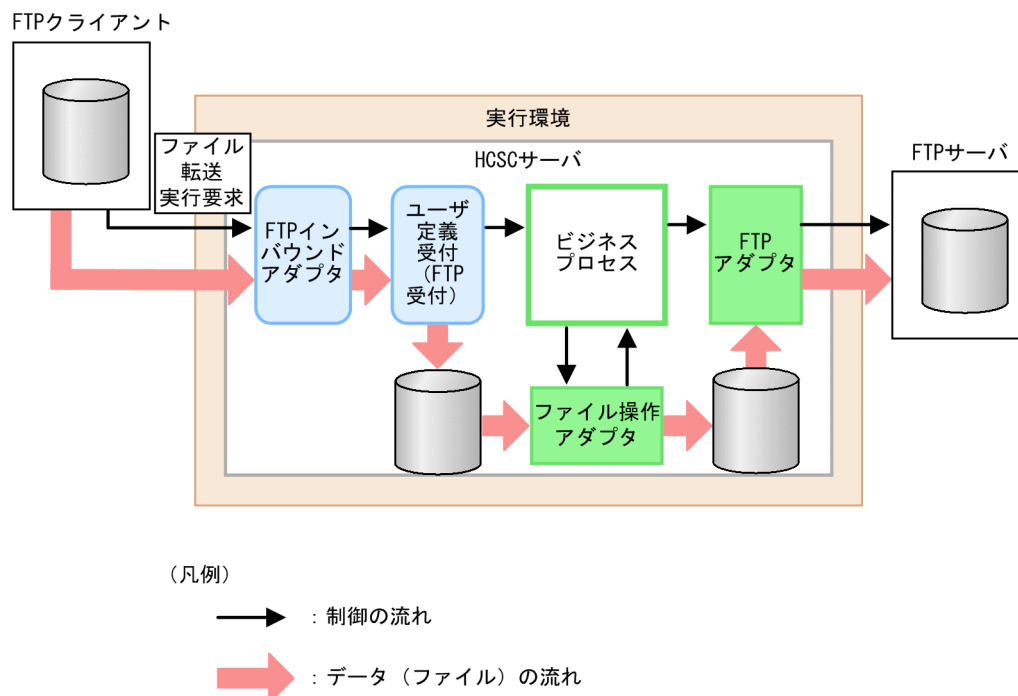 FTPクライアント
実行環境
ファイル
転送
実行要求
HCSCサーバ
FTPサーバ
FTPイン
バウンド
アダプタ
ユーザ
定義
受付
(FTP
受付)
ビジネス
プロセス
FTP
アダプタ
ファイル操作
アダプタ
(凡例)
:制御の流れ
:データ(ファイル)の流れ